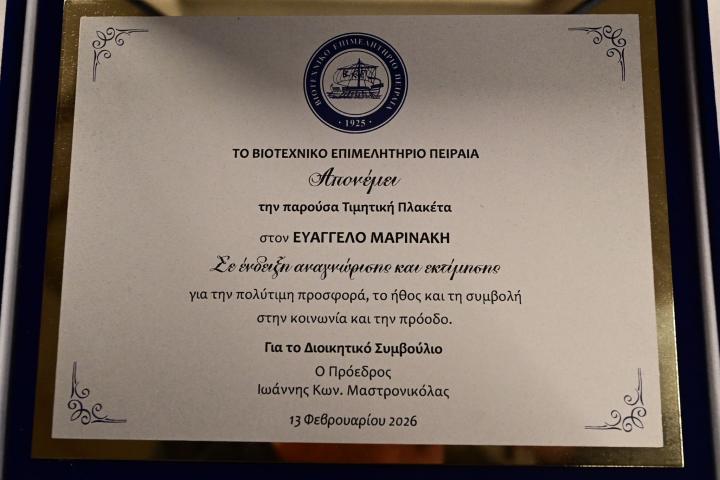 ΒΙΟΤΕΧΝΙΚΟ ΕΠΙΜΕΛΗΤΗΡΙΟ ΠΕΙΡΑΙΑ
· 1925 ·
ΤΟ ΒΙΟΤΕΧΝΙΚΟ ΕΠΙΜΕΛΗΤΗΡΙΟ ΠΕΙΡΑΙΑ
Απονέμει
την παρούσα Τιμητική Πλακέτα
στον ΕΥΑΓΓΕΛΟ ΜΑΡΙΝΑΚΗ
Σε ένδειξη αναγνώρισης και εκτίμησης
για την πολύτιμη προσφορά, το ήθος και τη συμβολή
στην κοινωνία και την πρόοδο.
Για το Διοικητικό Συμβούλιο
Ο Πρόεδρος
Ιωάννης Κων. Μαστρονικόλας
13 Φεβρουαρίου 2026